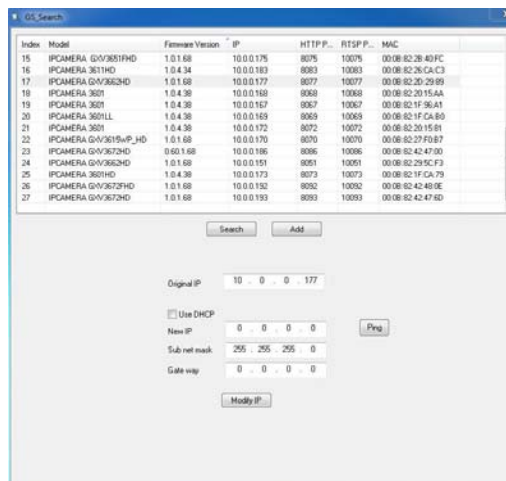 GS_Search
Index Model Firmware Version IP HTTP P... RTSP P... MAC
15 IPCAMERA GXV3651FHD 1.0.1.68 10.0.0.175 8075 10075 00:0B:82:2B:40:FC
16 IPCAMERA 3611HD 1.0.4.34 10.0.0.183 8083 10083 00:0B:82:26:CA:C3
17 IPCAMERA GXV3662HD 1.0.1.68 10.0.0.177 8077 10077 00:0B:82:2D:29:89
18 IPCAMERA 3601 1.0.4.38 10.0.0.168 8068 10068 00:0B:82:20:15:AA
19 IPCAMERA 3601 1.0.4.38 10.0.0.167 8067 10067 00:0B:82:1F:96:A1
20 IPCAMERA 3601LL 1.0.4.38 10.0.0.169 8069 10069 00:0B:82:1F:CA:B0
21 IPCAMERA 3601 1.0.4.38 10.0.0.172 8072 10072 00:0B:82:20:15:81
22 IPCAMERA GXV3615WP_HD 1.0.1.68 10.0.0.170 8070 10070 00:0B:82:27:F0:B7
23 IPCAMERA GXV3672HD 0.60.1.68 10.0.0.186 8086 10086 00:0B:82:42:47:00
24 IPCAMERA GXV3662HD 1.0.1.68 10.0.0.151 8051 10051 00:0B:82:29:5C:F3
25 IPCAMERA 3601HD 1.0.4.38 10.0.0.173 8073 10073 00:0B:82:1F:CA:79
26 IPCAMERA GXV3672FHD 1.0.1.68 10.0.0.192 8092 10092 00:0B:82:42:48:0E
27 IPCAMERA GXV3672HD 1.0.1.68 10.0.0.193 8093 10093 00:0B:82:42:47:6D
Search Add
Original IP 10 . 0 . 0 . 177
Use DHCP
New IP 0 . 0 . 0 . 0 Ping
Sub net mask 255 . 255 . 255 . 0
Gate way 0 . 0 . 0 . 0
Modify IP